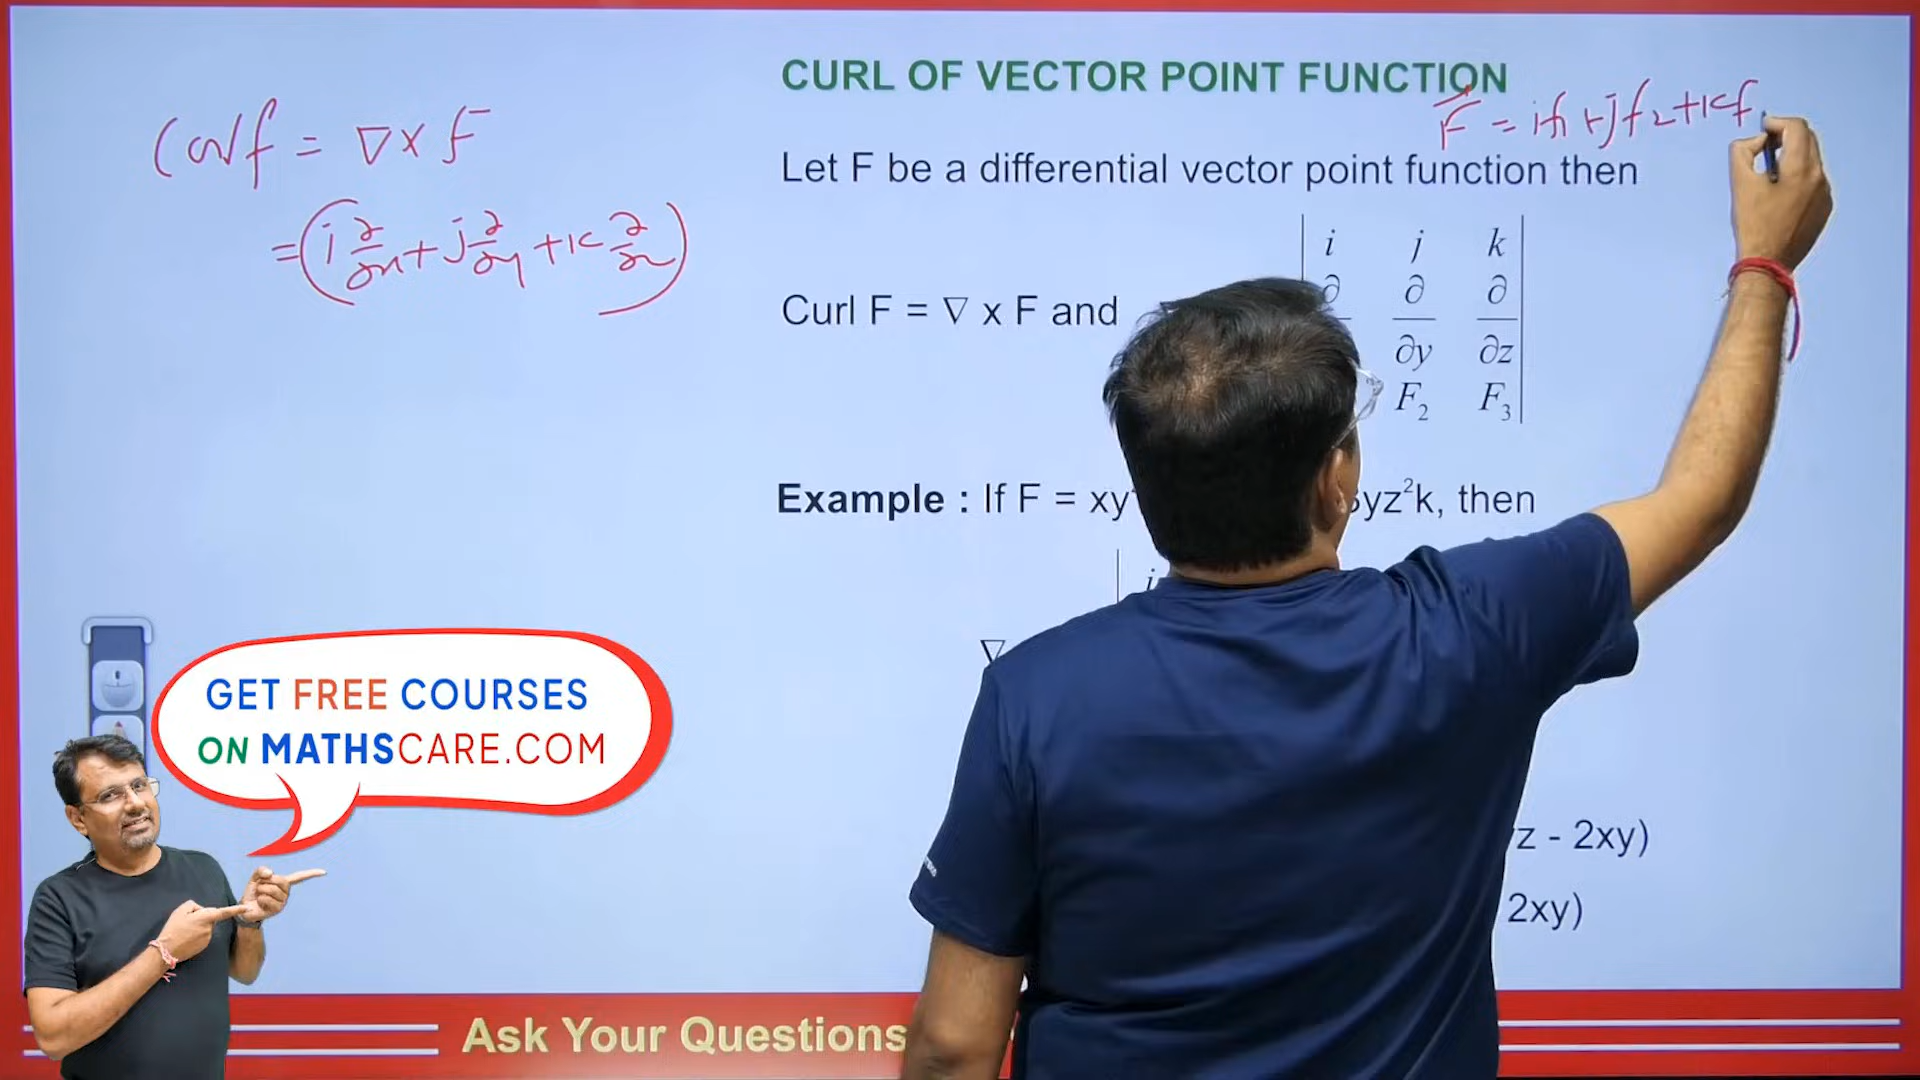 CURL OF VECTOR POINT FUNCTION
F = if1 + jf2 + kf
Curl f = ∇ × F
Let F be a differential vector point function then
= (i ∂/∂x + j ∂/∂y + k ∂/∂z)
i j k
∂ ∂ ∂
Curl F = ∇ x F and
∂y ∂z
F₂ F₃
Example : If F = xy yz²k, then
i
∇
GET FREE COURSES
ON MATHSCARE.COM
z - 2xy)
2xy)
Ask Your Questions